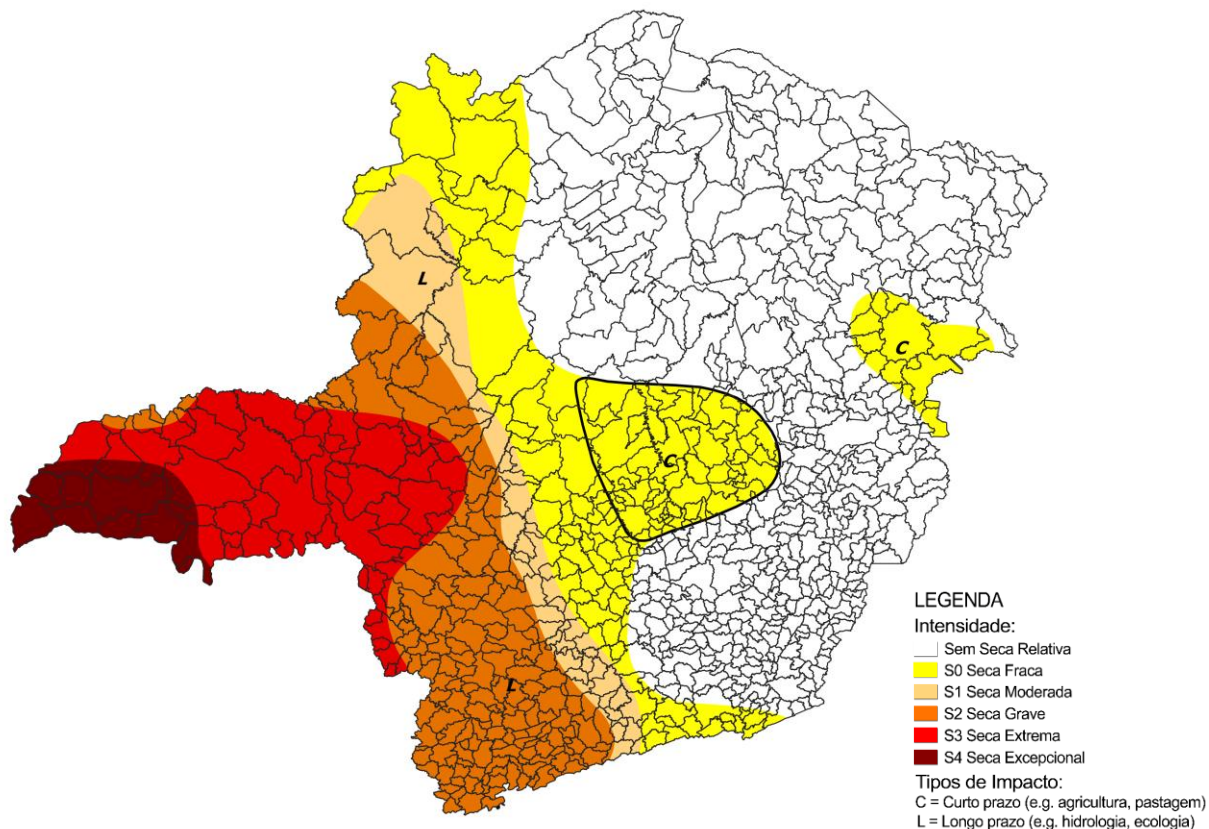 L
C
C
L
LEGENDA
Intensidade:
Sem Seca Relativa
S0 Seca Fraca
S1 Seca Moderada
S2 Seca Grave
S3 Seca Extrema
S4 Seca Excepcional
Tipos de Impacto:
C = Curto prazo (e.g. agricultura, pastagem)
L = Longo prazo (e.g. hidrologia, ecologia)